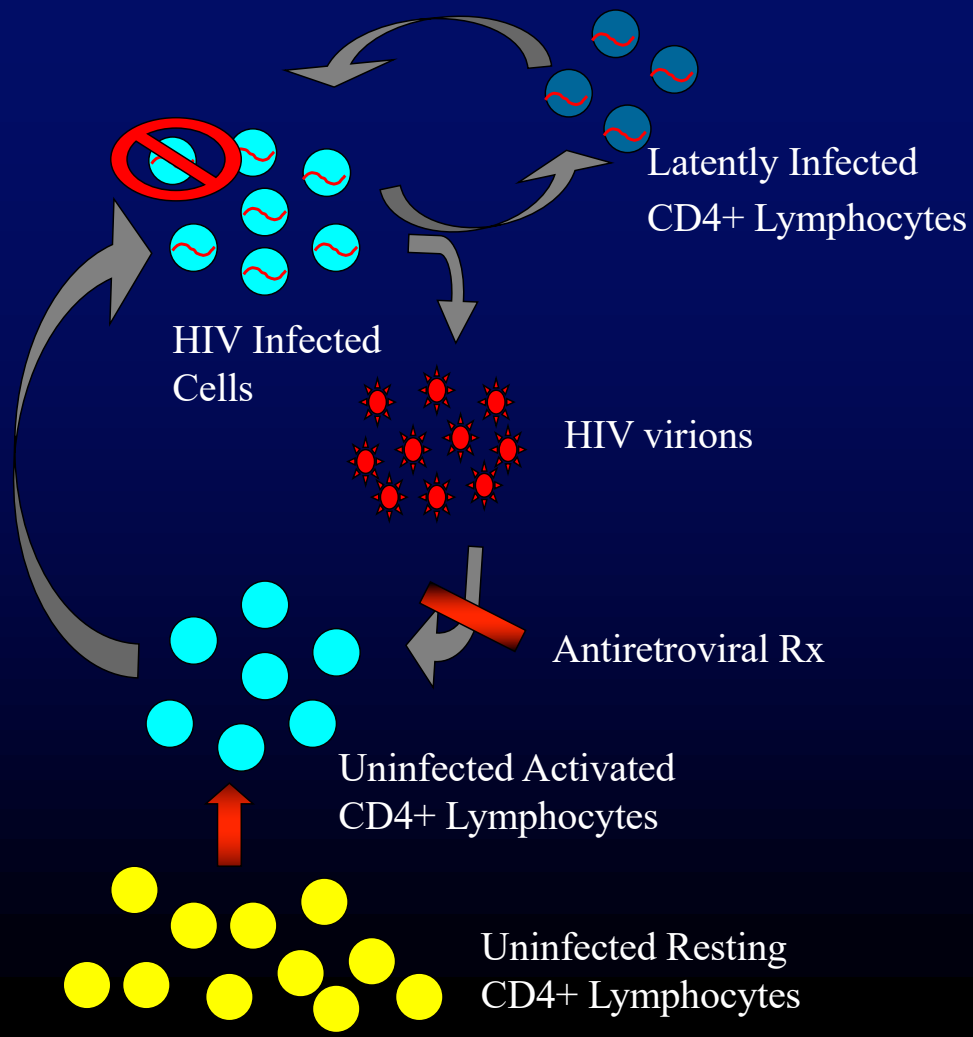 Latently Infected
CD4+ Lymphocytes
HIV Infected
Cells
HIV virions
Antiretroviral Rx
Uninfected Activated
CD4+ Lymphocytes
Uninfected Resting
CD4+ Lymphocytes